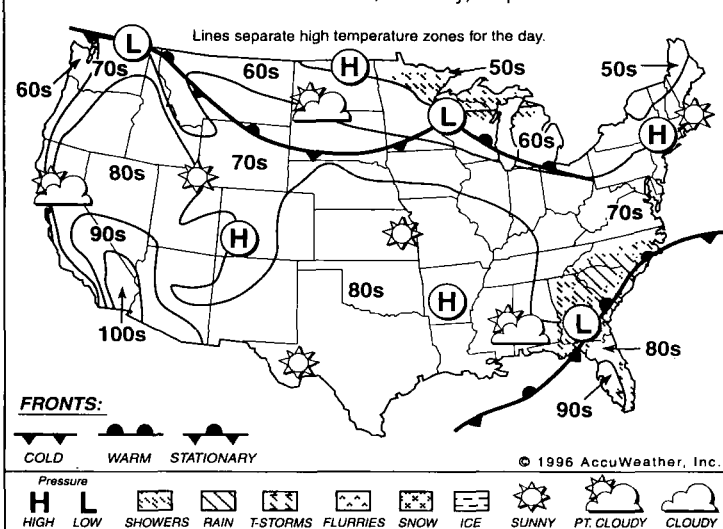 Lines separate high temperature zones for the day.
L
60s
70s
60s
H
50s
50s
L
60s
H
80s
70s
90s
H
70s
100s
80s
H
L
80s
90s
FRONTS:
COLD WARM STATIONARY
© 1996 AccuWeather, Inc.
Pressure
H L
HIGH LOW SHOWERS RAIN T-STORMS FLURRIES SNOW ICE SUNNY PT. CLOUDY CLOUDY